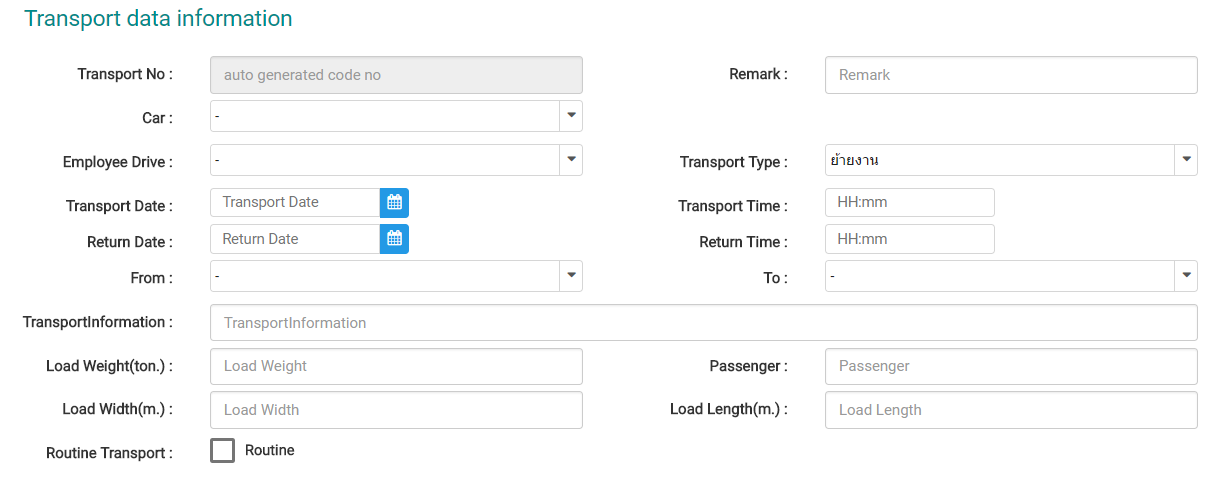 Transport data information
Transport No : auto generated code no Remark : Remark
Car : -
Employee Drive : - Transport Type : ย้ายงาน
Transport Date : Transport Date Transport Time : HH:mm
Return Date : Return Date Return Time : HH:mm
From : - To : -
TransportInformation : TransportInformation
Load Weight(ton.) : Load Weight Passenger : Passenger
Load Width(m.) : Load Width Load Length(m.) : Load Length
Routine Transport : Routine